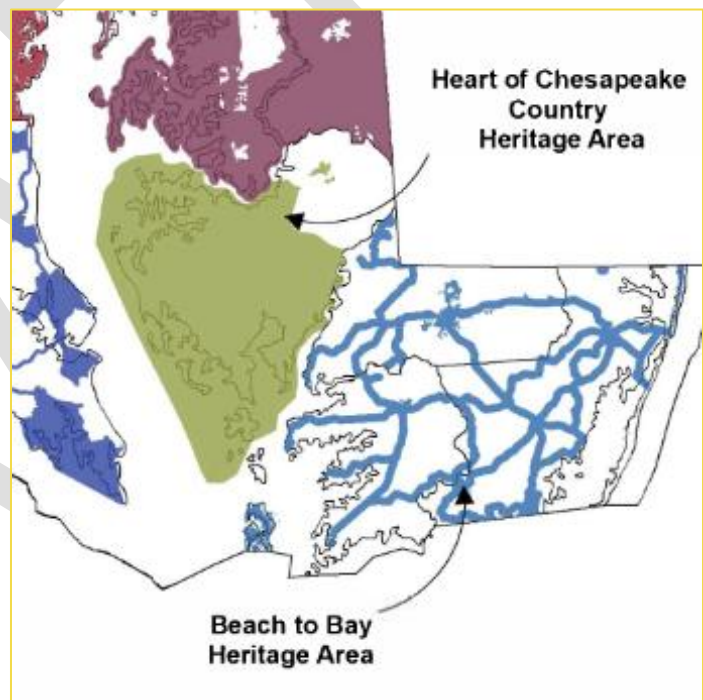 Heart of Chesapeake
Country
Heritage Area
Beach to Bay
Heritage Area